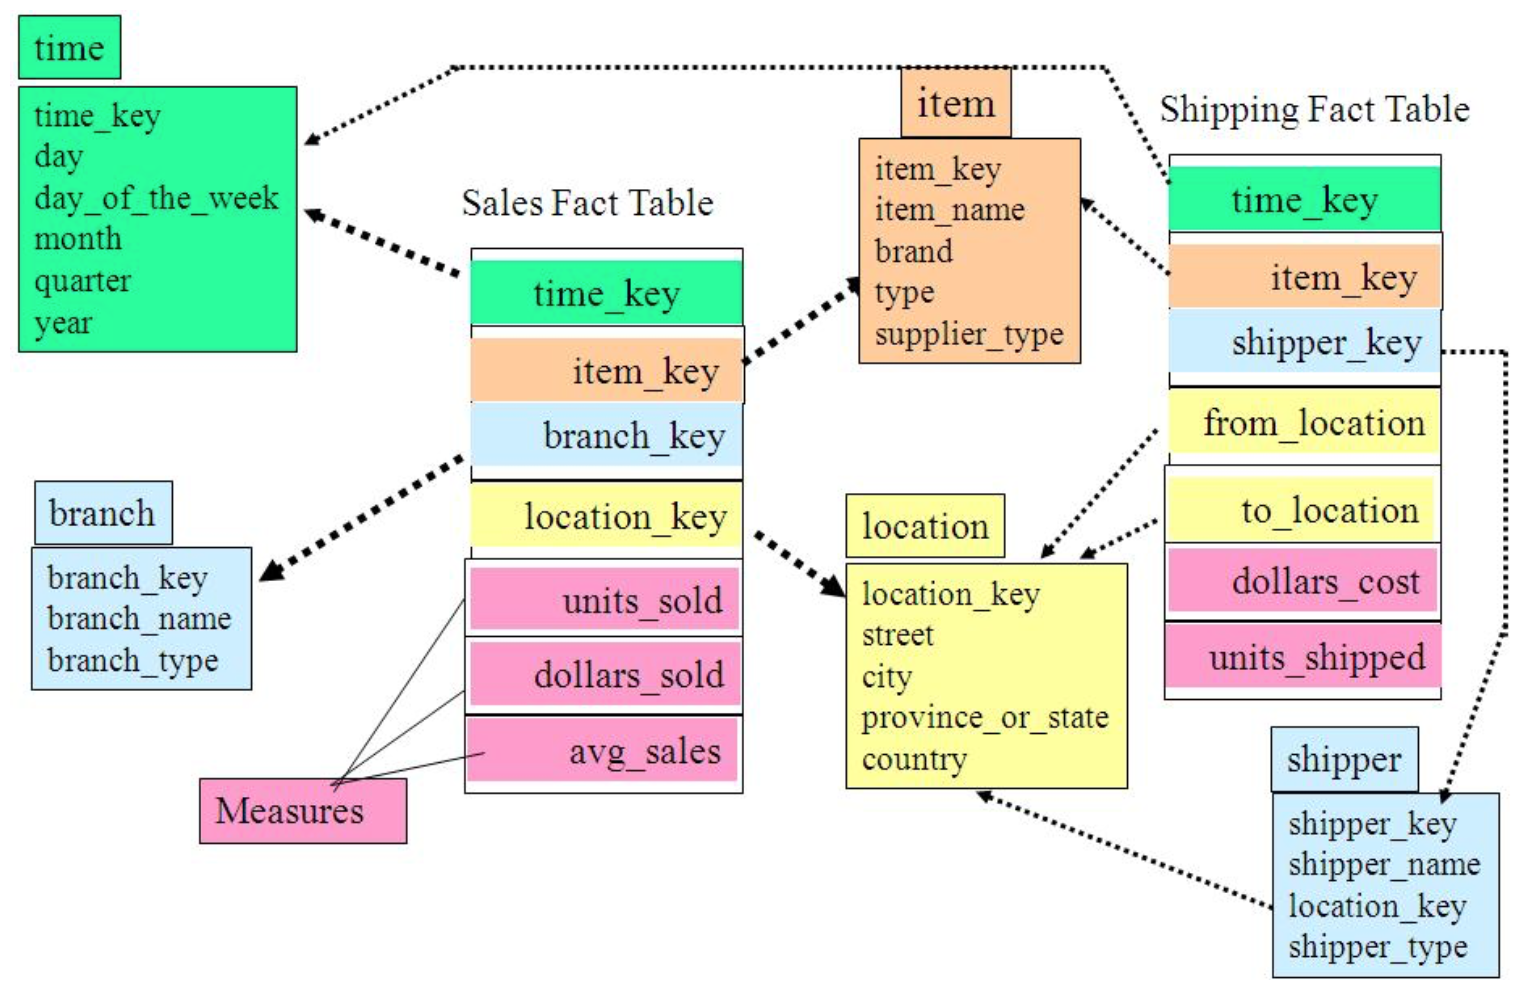 time
time_key
day
day_of_the_week
month
quarter
year
Sales Fact Table
time_key
item_key
branch_key
location_key
units_sold
dollars_sold
avg_sales
Measures
branch
branch_key
branch_name
branch_type
item
item_key
item_name
brand
type
supplier_type
location
location_key
street
city
province_or_state
country
Shipping Fact Table
time_key
item_key
shipper_key
from_location
to_location
dollars_cost
units_shipped
shipper
shipper_key
shipper_name
location_key
shipper_type